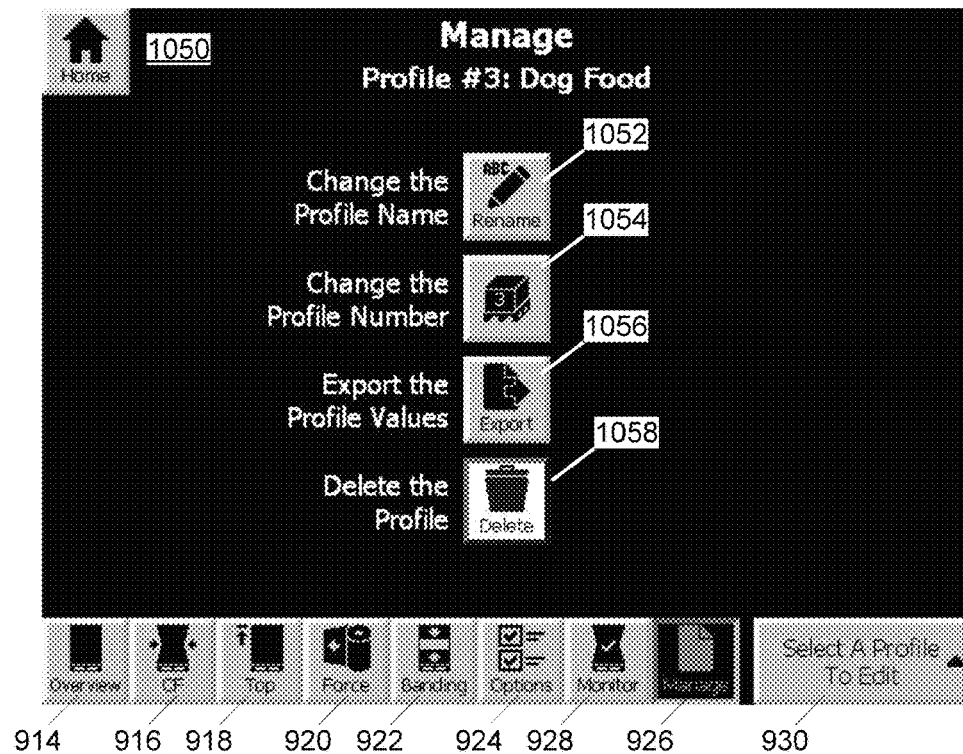 Home
1050
Manage
Profile #3: Dog Food
1052
Change the
Profile Name
ABC
Rename
1054
Change the
Profile Number
3
1056
Export the
Profile Values
Export
1058
Delete the
Profile
Delete
Overview
CF
Top
Force
Banding
Options
Monitor
Manage
Select A Profile
To Edit
914 916 918 920 922 924 928 926 930